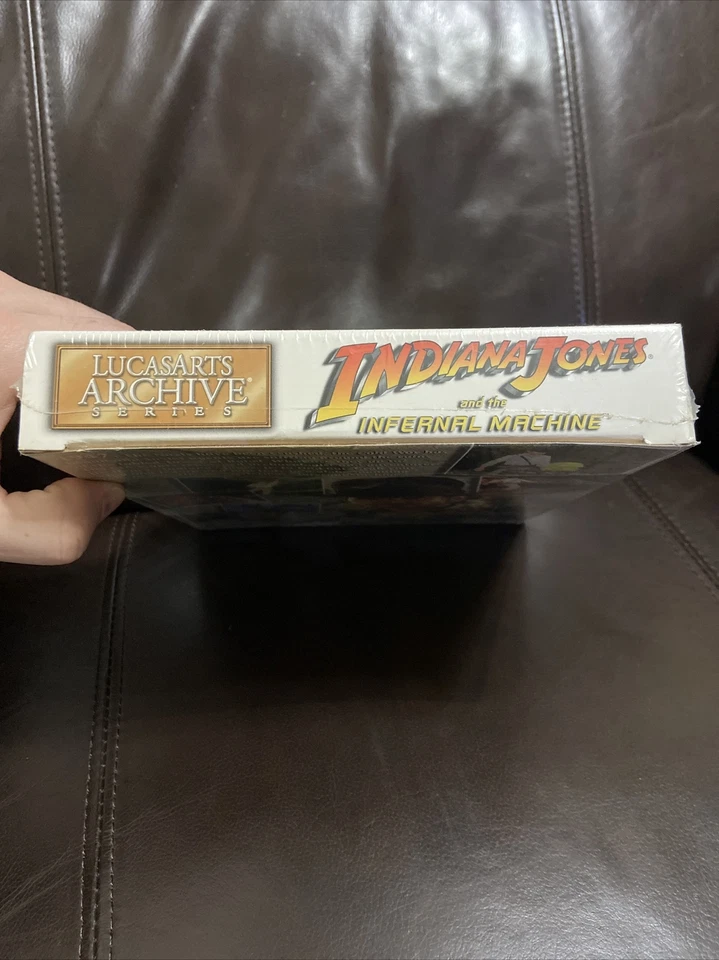 LUCASARTS
ARCHIVE®
SERIES
INDIANA JONES
and the
INFERNAL MACHINE